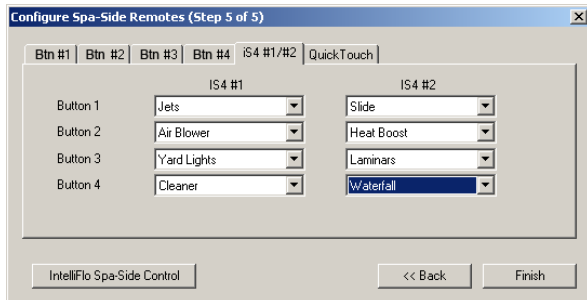 Configure Spa-Side Remotes (Step 5 of 5)
Btn #1 Btn #2 Btn #3 Btn #4 iS4 #1/#2 QuickTouch
IS4 #1 IS4 #2
Button 1 Jets Slide
Button 2 Air Blower Heat Boost
Button 3 Yard Lights Laminars
Button 4 Cleaner Waterfall
IntelliFlo Spa-Side Control << Back Finish